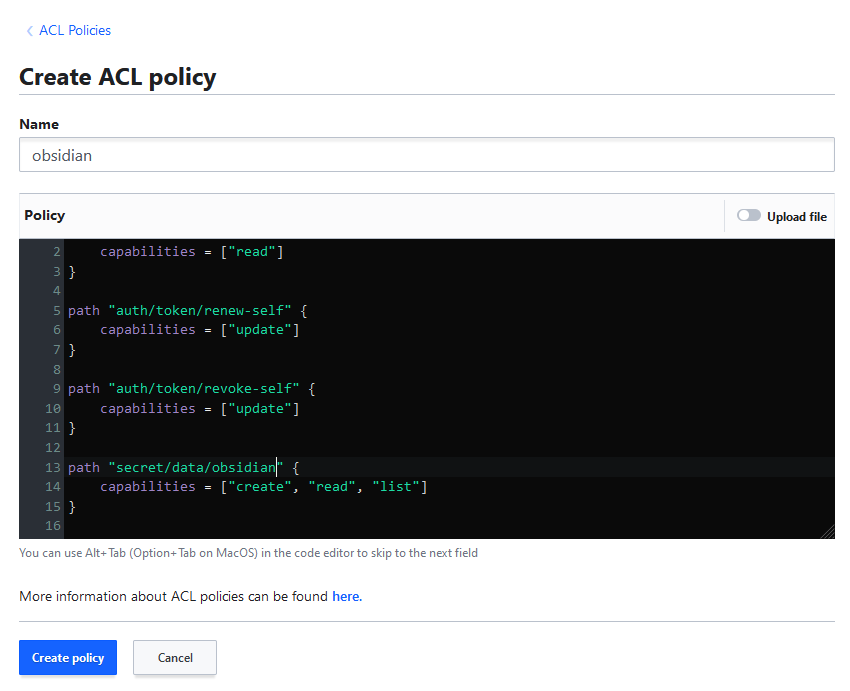 ACL Policies
Create ACL policy
Name
obsidian
Policy
Upload file
2     capabilities = ["read"]
3 }
4
5 path "auth/token/renew-self" {
6     capabilities = ["update"]
7 }
8
9 path "auth/token/revoke-self" {
10     capabilities = ["update"]
11 }
12
13 path "secret/data/obsidian" {
14     capabilities = ["create", "read", "list"]
15 }
16
You can use Alt+Tab (Option+Tab on MacOS) in the code editor to skip to the next field
More information about ACL policies can be found here.
Create policy
Cancel